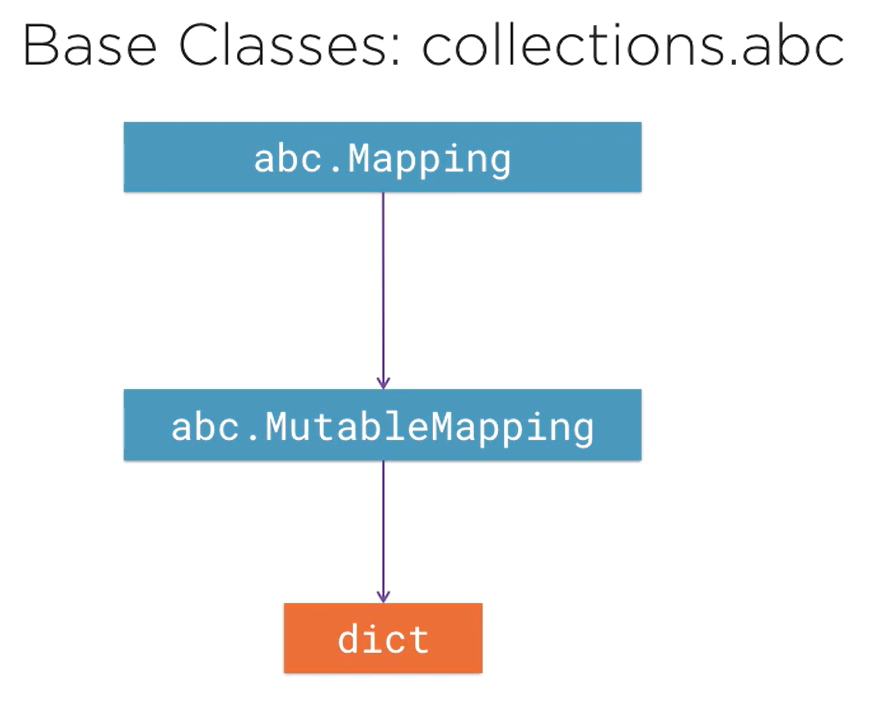 Base Classes: collections.abc
abc.Mapping
abc.MutableMapping
dict